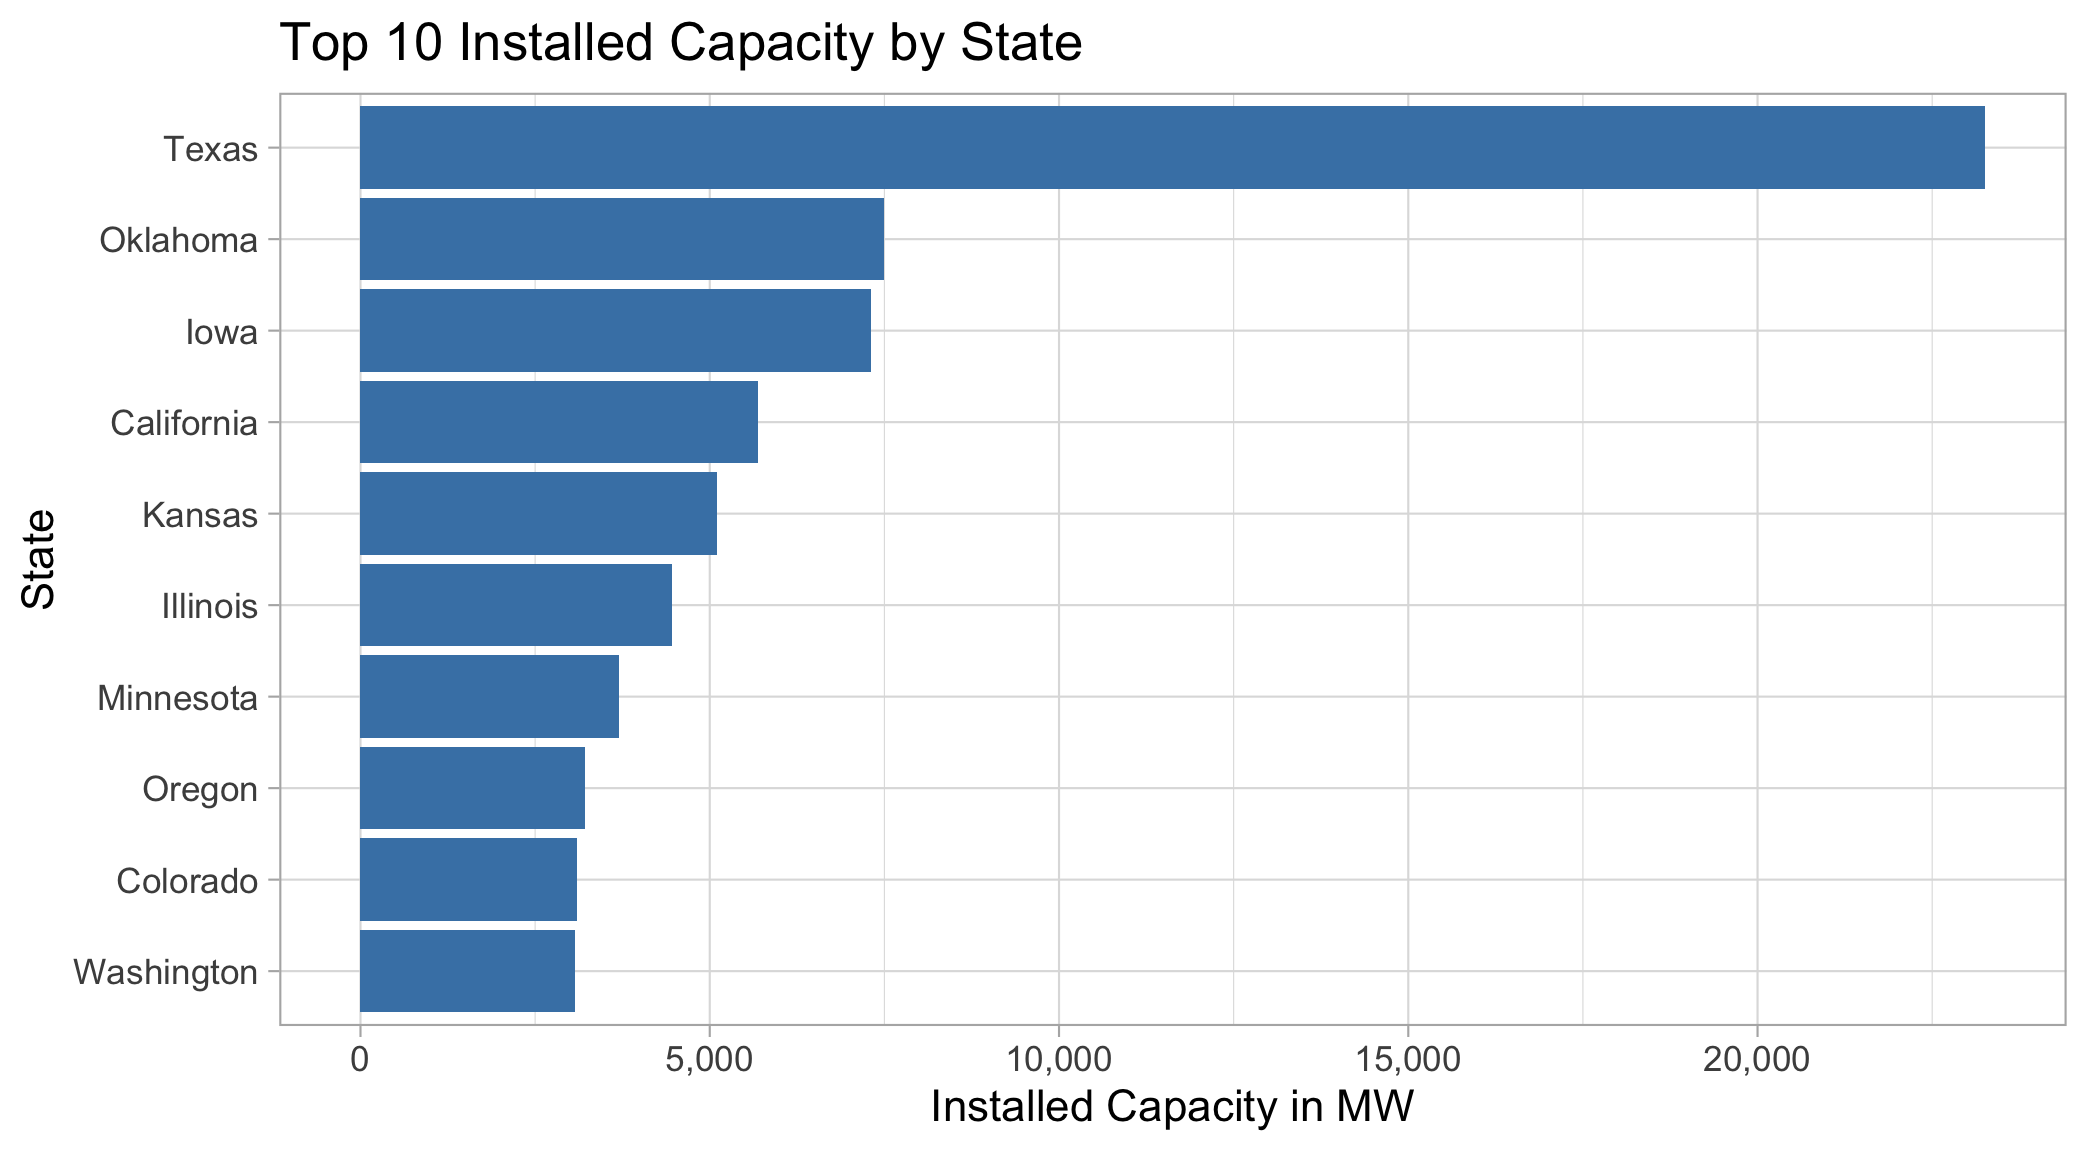 Top 10 Installed Capacity by State
State
Texas
Oklahoma
Iowa
California
Kansas
Illinois
Minnesota
Oregon
Colorado
Washington
0 5,000 10,000 15,000 20,000
Installed Capacity in MW